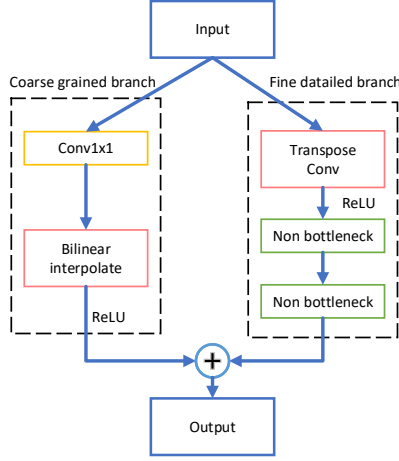 Input
Coarse grained branch
Fine datailed branch
Conv1x1
Transpose
Conv
ReLU
Bilinear
interpolate
Non bottleneck
Non bottleneck
ReLU
+
Output